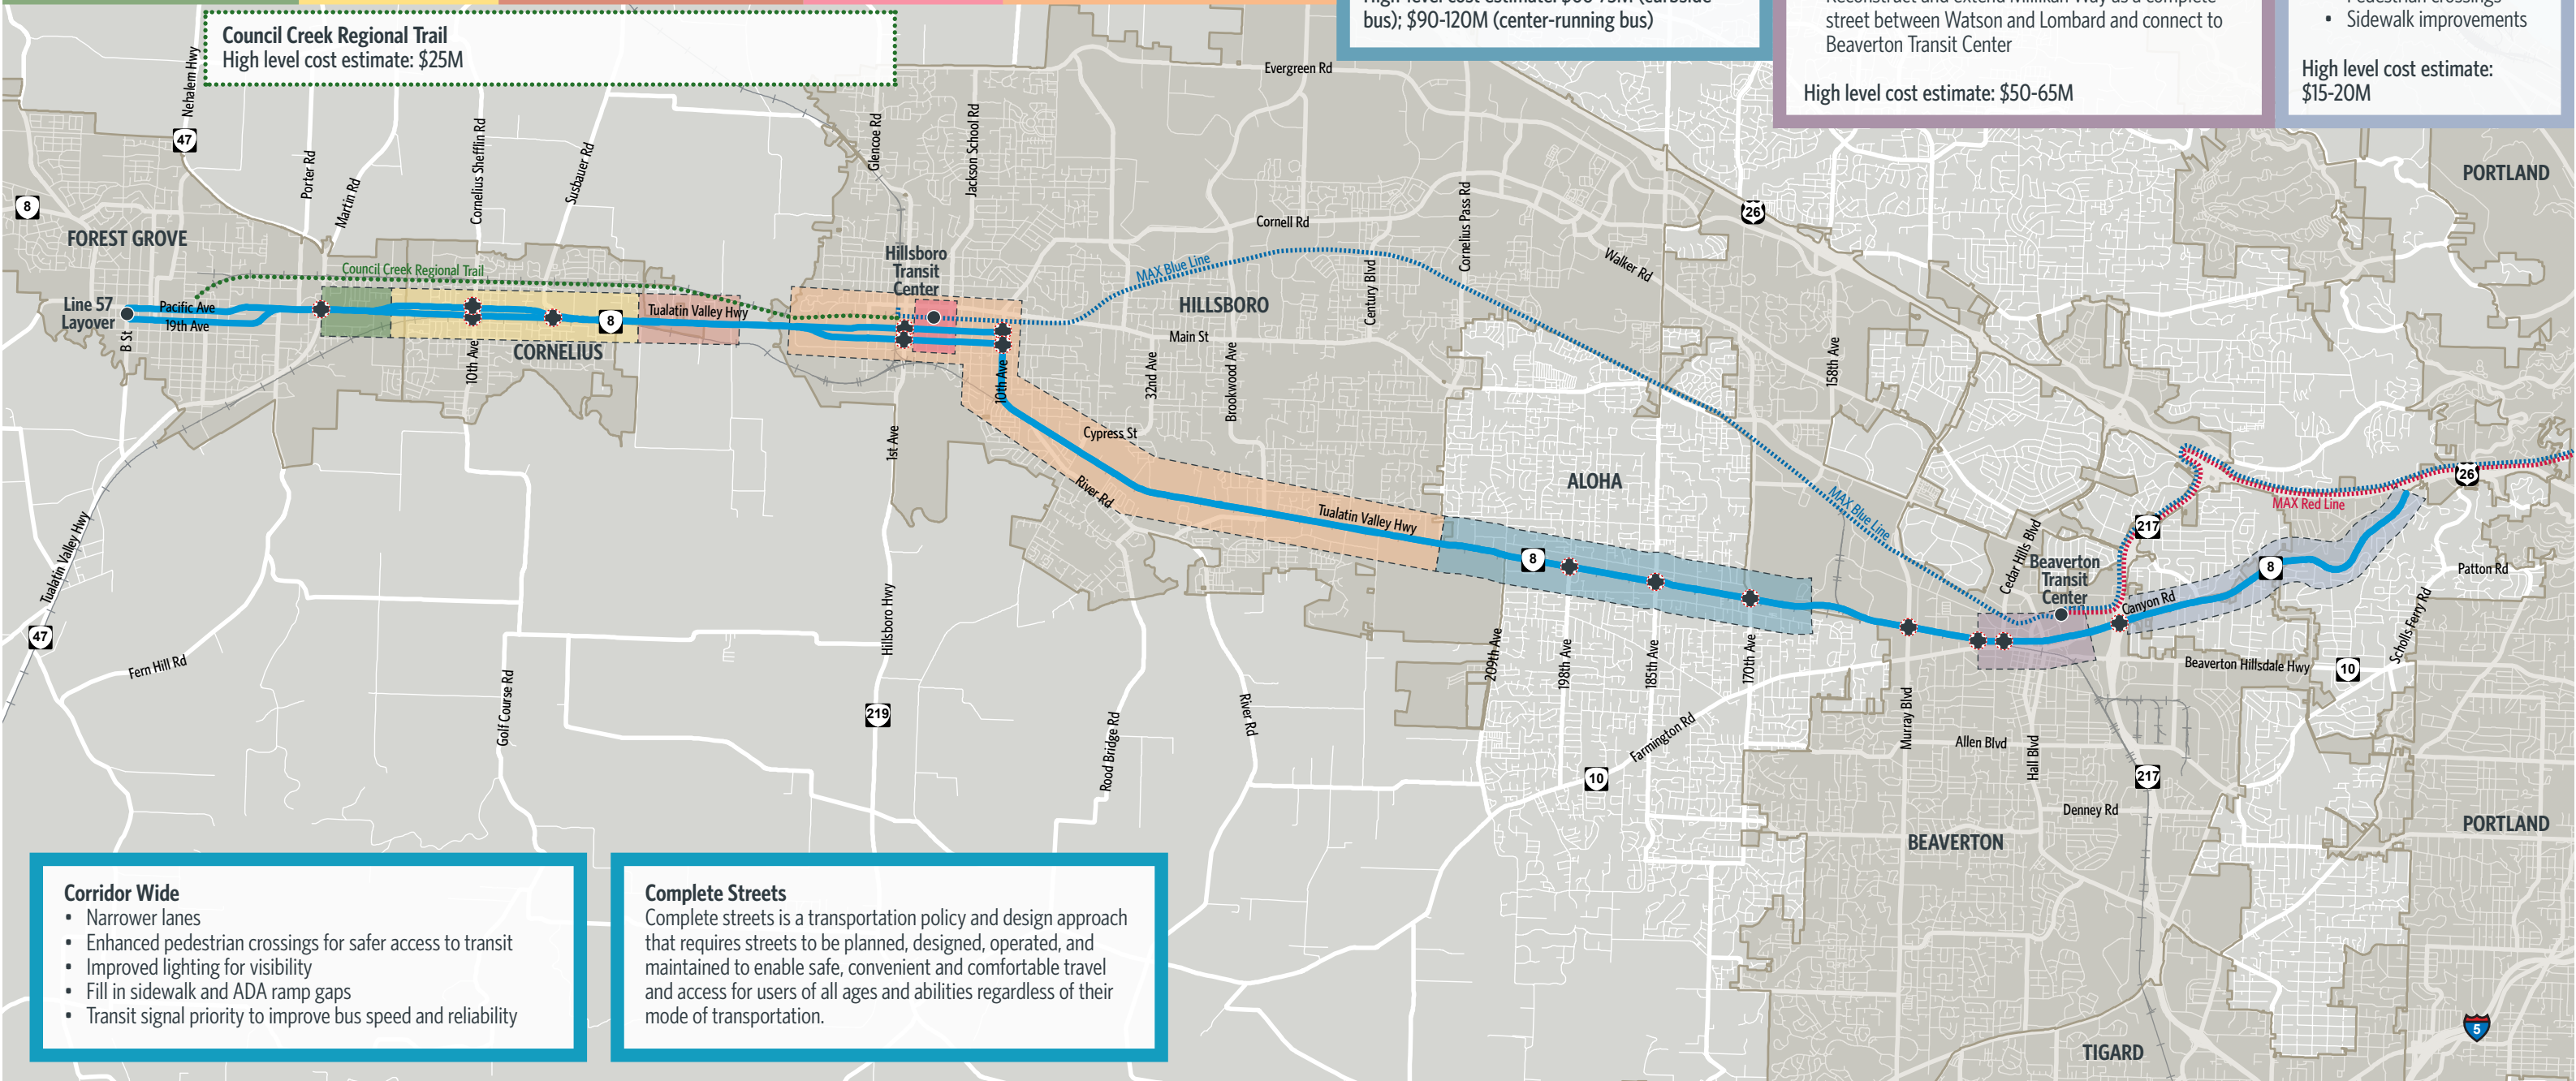 Council Creek Regional Trail
High level cost estimate: $25M
bus); $90-120M (center-running bus)
street between Watson and Lombard and connect to
Beaverton Transit Center
High level cost estimate: $50-65M
• Sidewalk improvements
High level cost estimate:
$15-20M
Nehalem Hwy
47
Porter Rd
Martin Rd
Cornelius Shefflin Rd
Susbauer Rd
Glencoe Rd
Jackson School Rd
Evergreen Rd
Cornell Rd
Cornelius Pass Rd
Walker Rd
26
PORTLAND
8
FOREST GROVE
Council Creek Regional Trail
Hillsboro
Transit
Center
MAX Blue Line
HILLSBORO
Century Blvd
Line 57
Layover
Pacific Ave
19th Ave
B St
10th Ave
CORNELIUS
8
Tualatin Valley Hwy
Main St
10th Ave
32nd Ave
Brookwood Ave
158th Ave
1st Ave
Cypress St
River Rd
Tualatin Valley Hwy
ALOHA
MAX Blue Line
Cedar Hills Blvd
217
MAX Red Line
26
Tualatin Valley Hwy
47
Fern Hill Rd
Golf Course Rd
Hillsboro Hwy
219
Rood Bridge Rd
River Rd
8
209th Ave
198th Ave
185th Ave
170th Ave
Beaverton
Transit
Center
Canyon Rd
8
Patton Rd
Scholls Ferry Rd
Beaverton Hillsdale Hwy
10
Farmington Rd
10
Murray Blvd
Allen Blvd
Hall Blvd
217
Denney Rd
BEAVERTON
PORTLAND
TIGARD
5
Corridor Wide
• Narrower lanes
• Enhanced pedestrian crossings for safer access to transit
• Improved lighting for visibility
• Fill in sidewalk and ADA ramp gaps
• Transit signal priority to improve bus speed and reliability
Complete Streets
Complete streets is a transportation policy and design approach
that requires streets to be planned, designed, operated, and
maintained to enable safe, convenient and comfortable travel
and access for users of all ages and abilities regardless of their
mode of transportation.